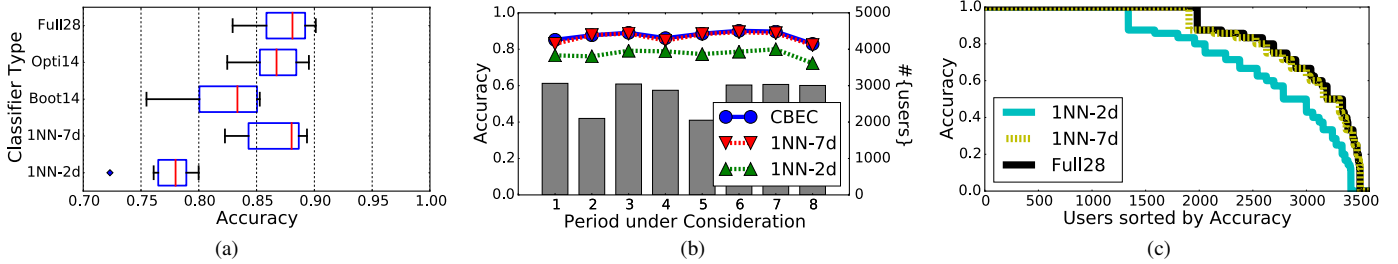 Classifier Type
Full28
Opti14
Boot14
1NN-7d
1NN-2d
0.70 0.75 0.80 0.85 0.90 0.95 1.00
Accuracy
(a)
Accuracy
1.0
0.8
0.6
0.4
0.2
0.0
CBEC
1NN-7d
1NN-2d
5000
4000
3000
2000
1000
0
#{users}
1 2 3 4 5 6 7 8
Period under Consideration
(b)
Accuracy
1.0
0.8
0.6
0.4
0.2
0.0
1NN-2d
1NN-7d
Full28
0 500 1000 1500 2000 2500 3000 3500
Users sorted by Accuracy
(c)